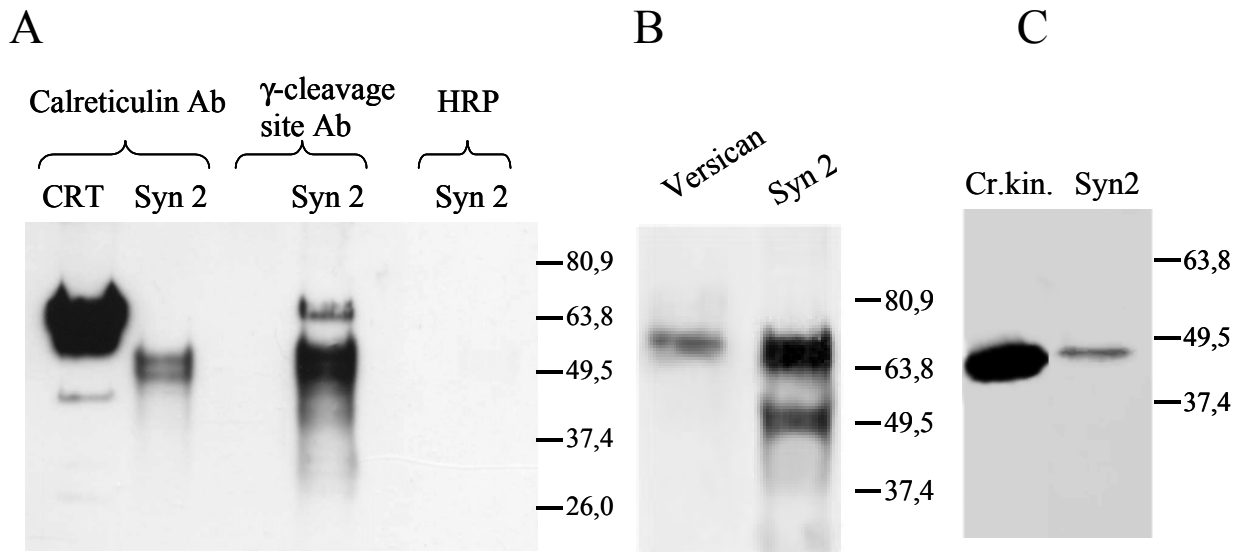 A
B
C
Calreticulin Ab
γ-cleavage
site Ab
HRP
CRT
Syn 2
Syn 2
Syn 2
80,9
63,8
49,5
37,4
26,0
Versican
Syn 2
80,9
63,8
49,5
37,4
Cr.kin.
Syn2
63,8
49,5
37,4